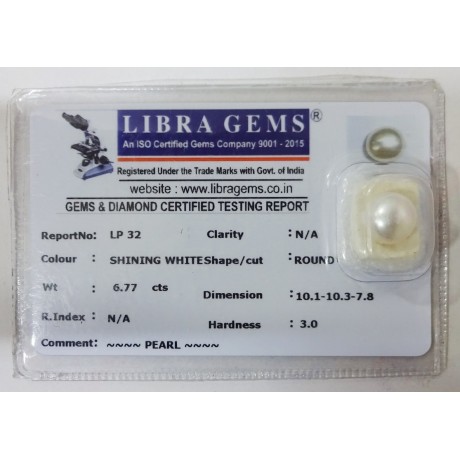 LIBRA GEMS®
An ISO Certified Gems Company 9001 - 2015
Registered Under the Trade Marks with Govt. of India
website : www.libragems.co.in
GEMS & DIAMOND CERTIFIED TESTING REPORT
ReportNo: LP 32 Clarity : N/A
Colour : SHINING WHITE Shape/cut : ROUND
Wt : 6.77 cts Dimension : 10.1-10.3-7.8
R.Index : N/A Hardness : 3.0
Comment: ~~~~ PEARL ~~~~